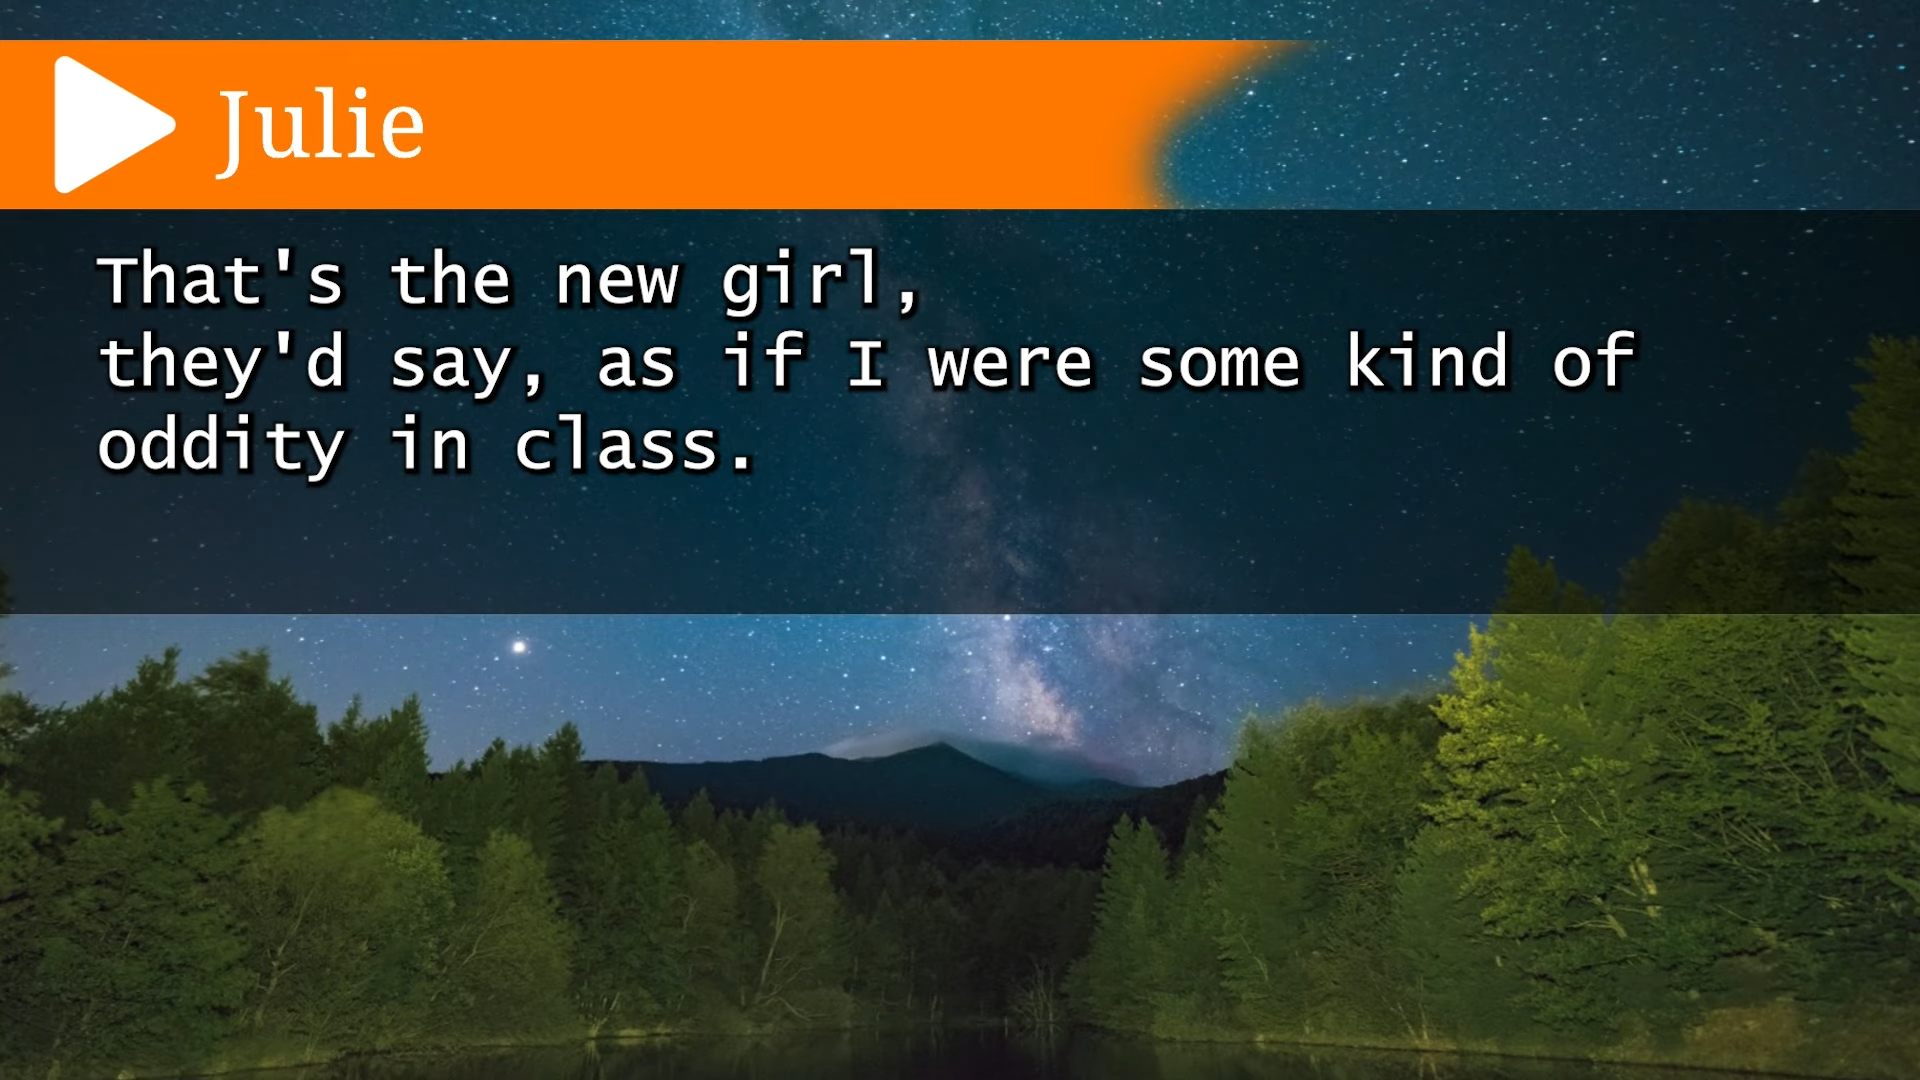 Julie
That's the new girl,
they'd say, as if I were some kind of
oddity in class.